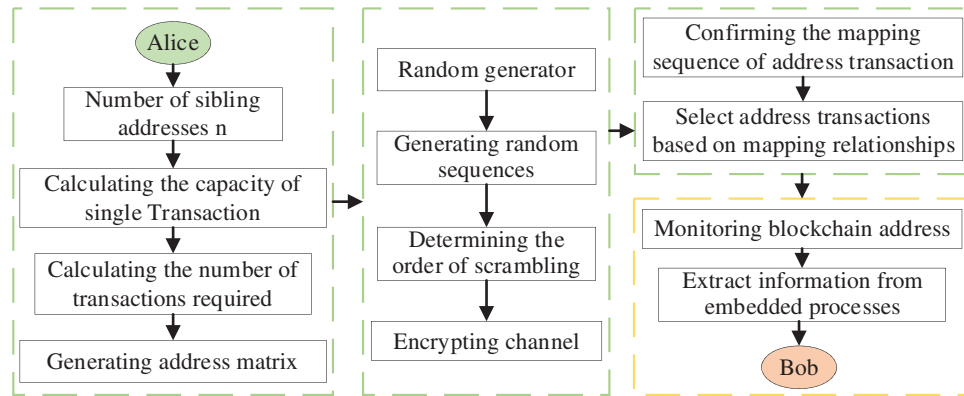 Alice
Number of sibling
addresses n
Calculating the capacity of
single Transaction
Calculating the number of
transactions required
Generating address matrix
Random generator
Generating random
sequences
Determining the
order of scrambling
Encrypting channel
Confirming the mapping
sequence of address transaction
Select address transactions
based on mapping relationships
Monitoring blockchain address
Extract information from
embedded processes
Bob